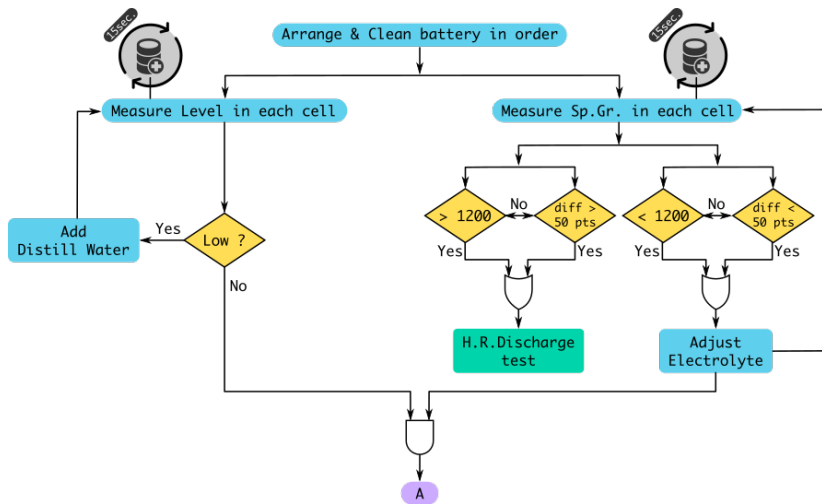 15sec.
Arrange & Clean battery in order
15sec.
Measure Level in each cell
Measure Sp.Gr. in each cell
> 1200
No
diff >
50 pts
< 1200
No
diff <
50 pts
Add
Distill Water
Yes
Low ?
Yes
Yes
Yes
Yes
No
H.R.Discharge
test
Adjust
Electrolyte
A